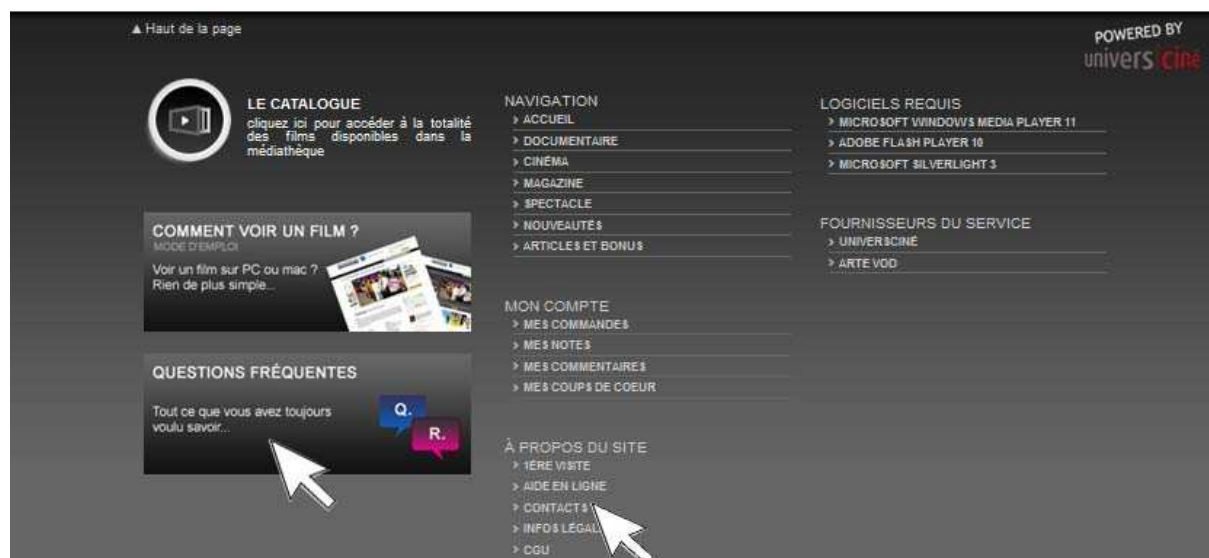 ▲ Haut de la page
POWERED BY
universciné
LE CATALOGUE
cliquez ici pour accéder à la totalité
des films disponibles dans la
médiathèque
COMMENT VOIR UN FILM ?
MODE D'EMPLOI
Voir un film sur PC ou mac ?
Rien de plus simple...
QUESTIONS FRÉQUENTES
Tout ce que vous avez toujours
voulu savoir...
Q.
R.
NAVIGATION
> ACCUEIL
> DOCUMENTAIRE
> CINÉMA
> MAGAZINE
> SPECTACLE
> NOUVEAUTÉS
> ARTICLES ET BONUS
MON COMPTE
> MES COMMANDES
> MES NOTES
> MES COMMENTAIRES
> MES COUPS DE COEUR
À PROPOS DU SITE
> 1ÈRE VISITE
> AIDE EN LIGNE
> CONTACTS
> INFOS
> CGU
LOGICIELS REQUIS
> MICROSOFT WINDOWS MEDIA PLAYER 11
> ADOBE FLASH PLAYER 10
> MICROSOFT SILVERLIGHT 3
FOURNISSEURS DU SERVICE
> UNIVERSCINÉ
> ARTE VOD